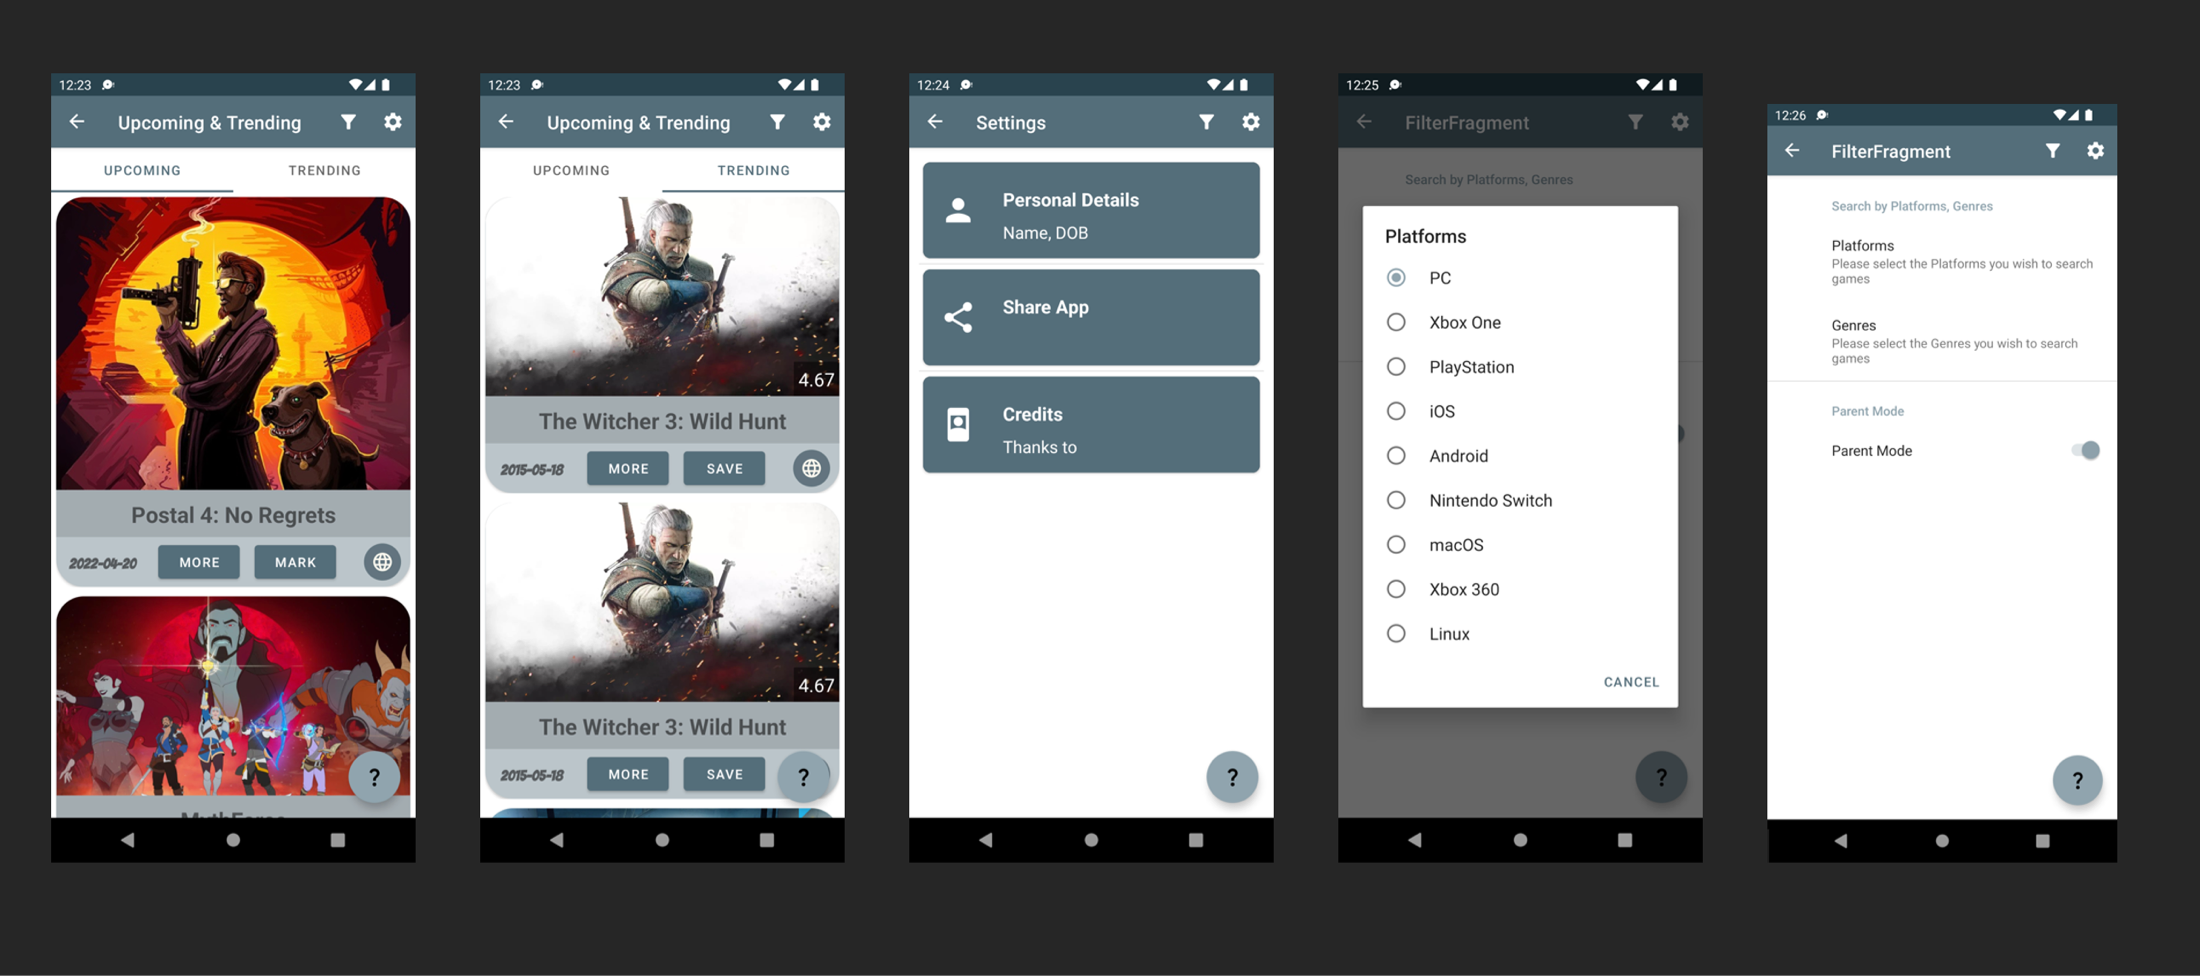 12:23
Upcoming & Trending
UPCOMING TRENDING
Postal 4: No Regrets
2022-04-20 MORE MARK
?
12:23
Upcoming & Trending
UPCOMING TRENDING
4.67
The Witcher 3: Wild Hunt
2015-05-18 MORE SAVE
4.67
The Witcher 3: Wild Hunt
2015-05-18 MORE SAVE
?
12:24
Settings
Personal Details
Name, DOB
Share App
Credits
Thanks to
?
12:25
FilterFragment
Search by Platforms, Genres
Platforms
PC
Xbox One
PlayStation
iOS
Android
Nintendo Switch
macOS
Xbox 360
Linux
CANCEL
?
12:26
FilterFragment
Search by Platforms, Genres
Platforms
Please select the Platforms you wish to search
games
Genres
Please select the Genres you wish to search
games
Parent Mode
Parent Mode
?